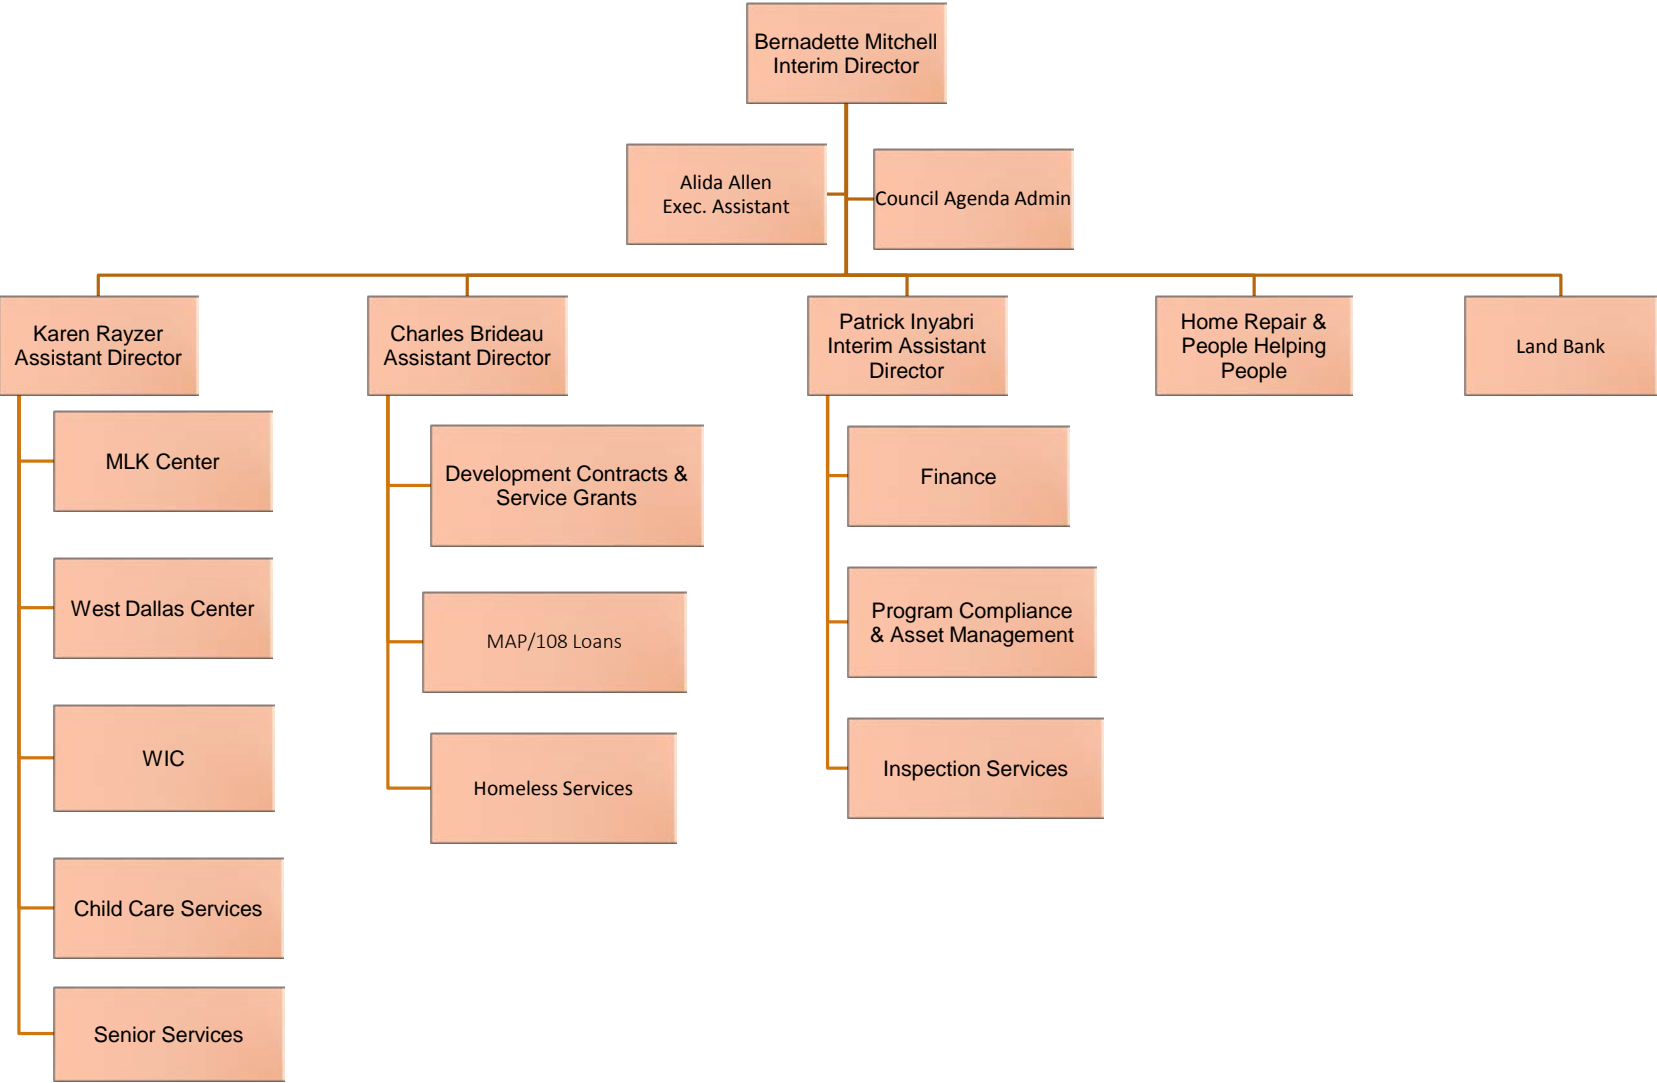 Bernadette Mitchell
Interim Director
Alida Allen
Exec. Assistant
Council Agenda Admin
Karen Rayzer
Assistant Director
Charles Brideau
Assistant Director
Patrick Inyabri
Interim Assistant
Director
Home Repair &
People Helping
People
Land Bank
MLK Center
West Dallas Center
WIC
Child Care Services
Senior Services
Development Contracts &
Service Grants
MAP/108 Loans
Homeless Services
Finance
Program Compliance
& Asset Management
Inspection Services